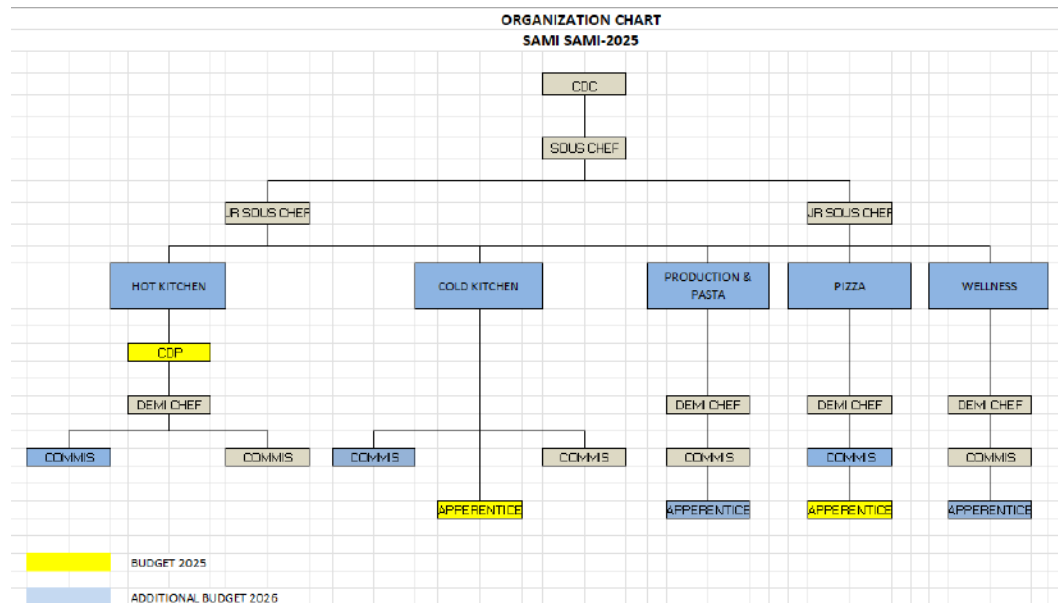 ORGANIZATION CHART
SAMI SAMI-2025
CDC
SOUS CHEF
JR SOUS CHEF
JR SOUS CHEF
HOT KITCHEN
COLD KITCHEN
PRODUCTION &
PASTA
PIZZA
WELLNESS
CDP
DEMI CHEF
DEMI CHEF
DEMI CHEF
DEMI CHEF
COMMIS
COMMIS
COMMIS
COMMIS
COMMIS
COMMIS
COMMIS
APPERENTICE
APPERENTICE
APPERENTICE
APPERENTICE
BUDGET 2025
ADDITIONAL BUDGET 2026